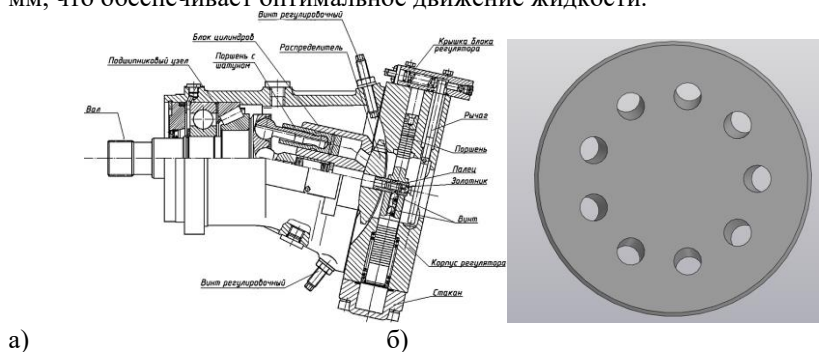 мм, что обеспечивает оптимальное движение жидкости.
Винт регулировочный
Блок цилиндров
Поршень с шатуном
Распределитель
Крышка блока регулятора
Подшипниковый узел
Вал
Рычаг
Поршень
Палец
Золотник
Винт
Корпус регулятора
Винт регулировочный
Стакан
а) б)